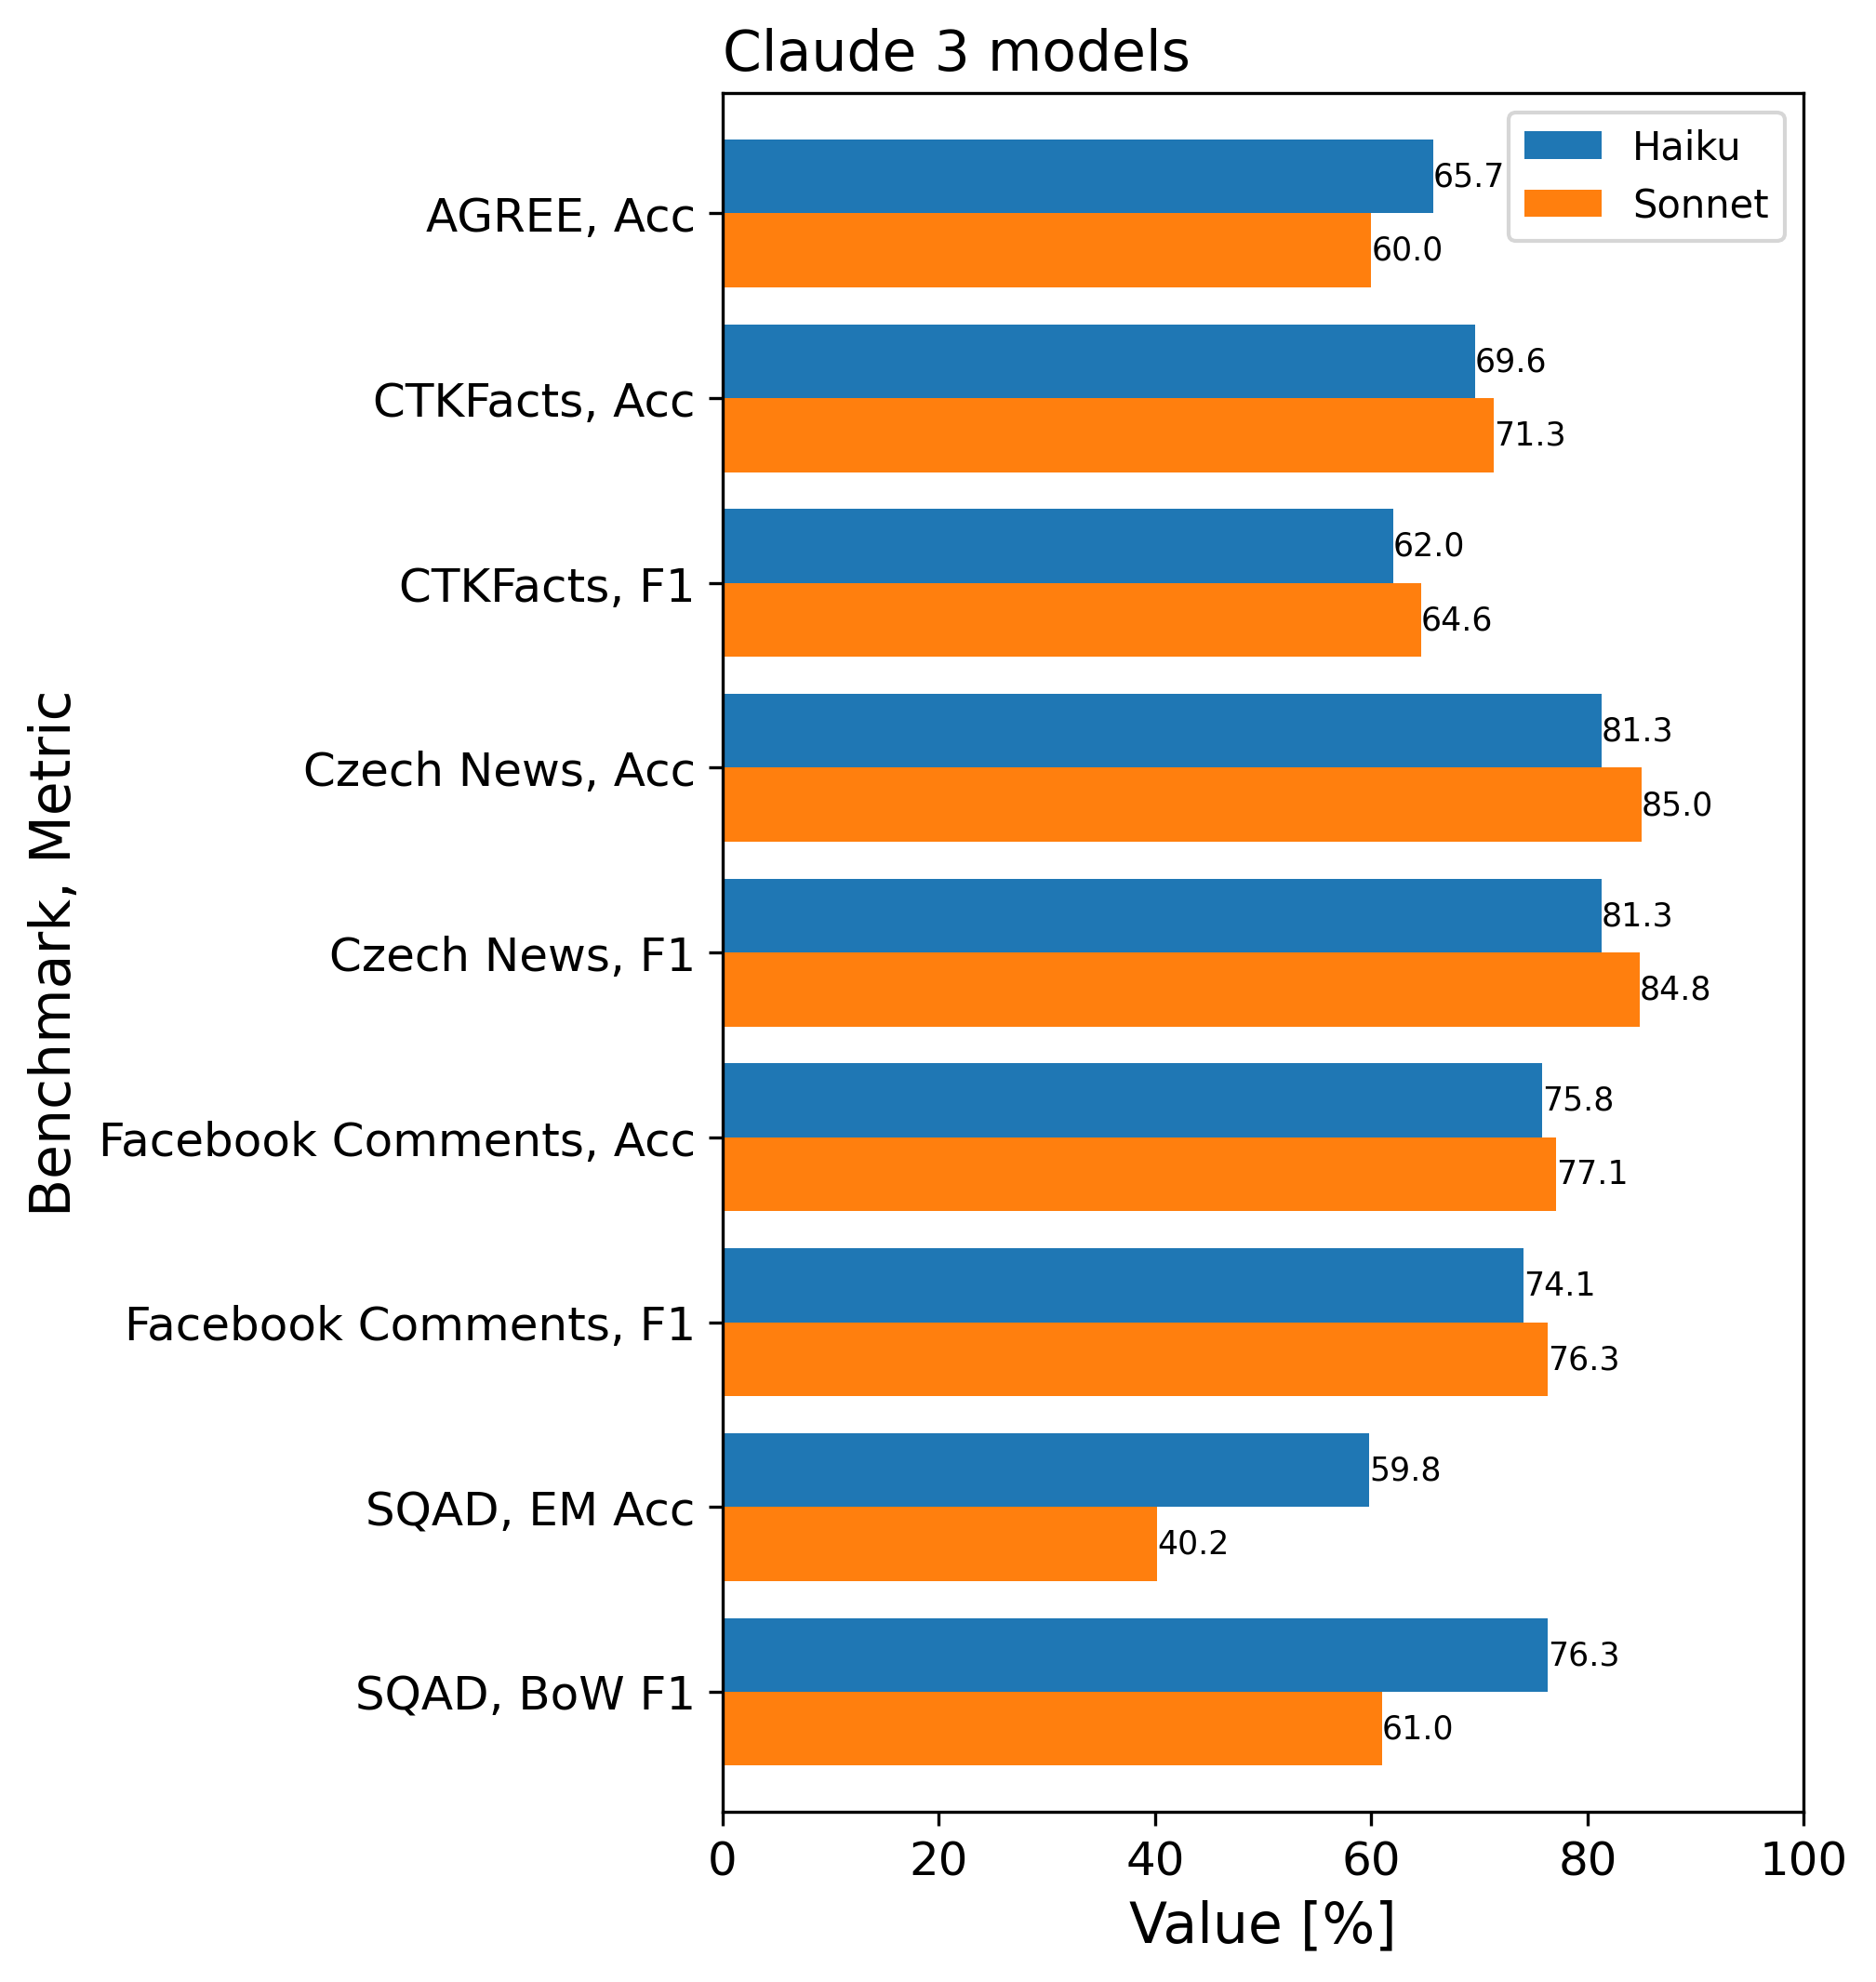 Claude 3 models
Haiku
Sonnet
Benchmark, Metric
AGREE, Acc
65.7
60.0
CTKFacts, Acc
69.6
71.3
CTKFacts, F1
62.0
64.6
Czech News, Acc
81.3
85.0
Czech News, F1
81.3
84.8
Facebook Comments, Acc
75.8
77.1
Facebook Comments, F1
74.1
76.3
SQAD, EM Acc
59.8
40.2
SQAD, BoW F1
76.3
61.0
0 20 40 60 80 100
Value [%]